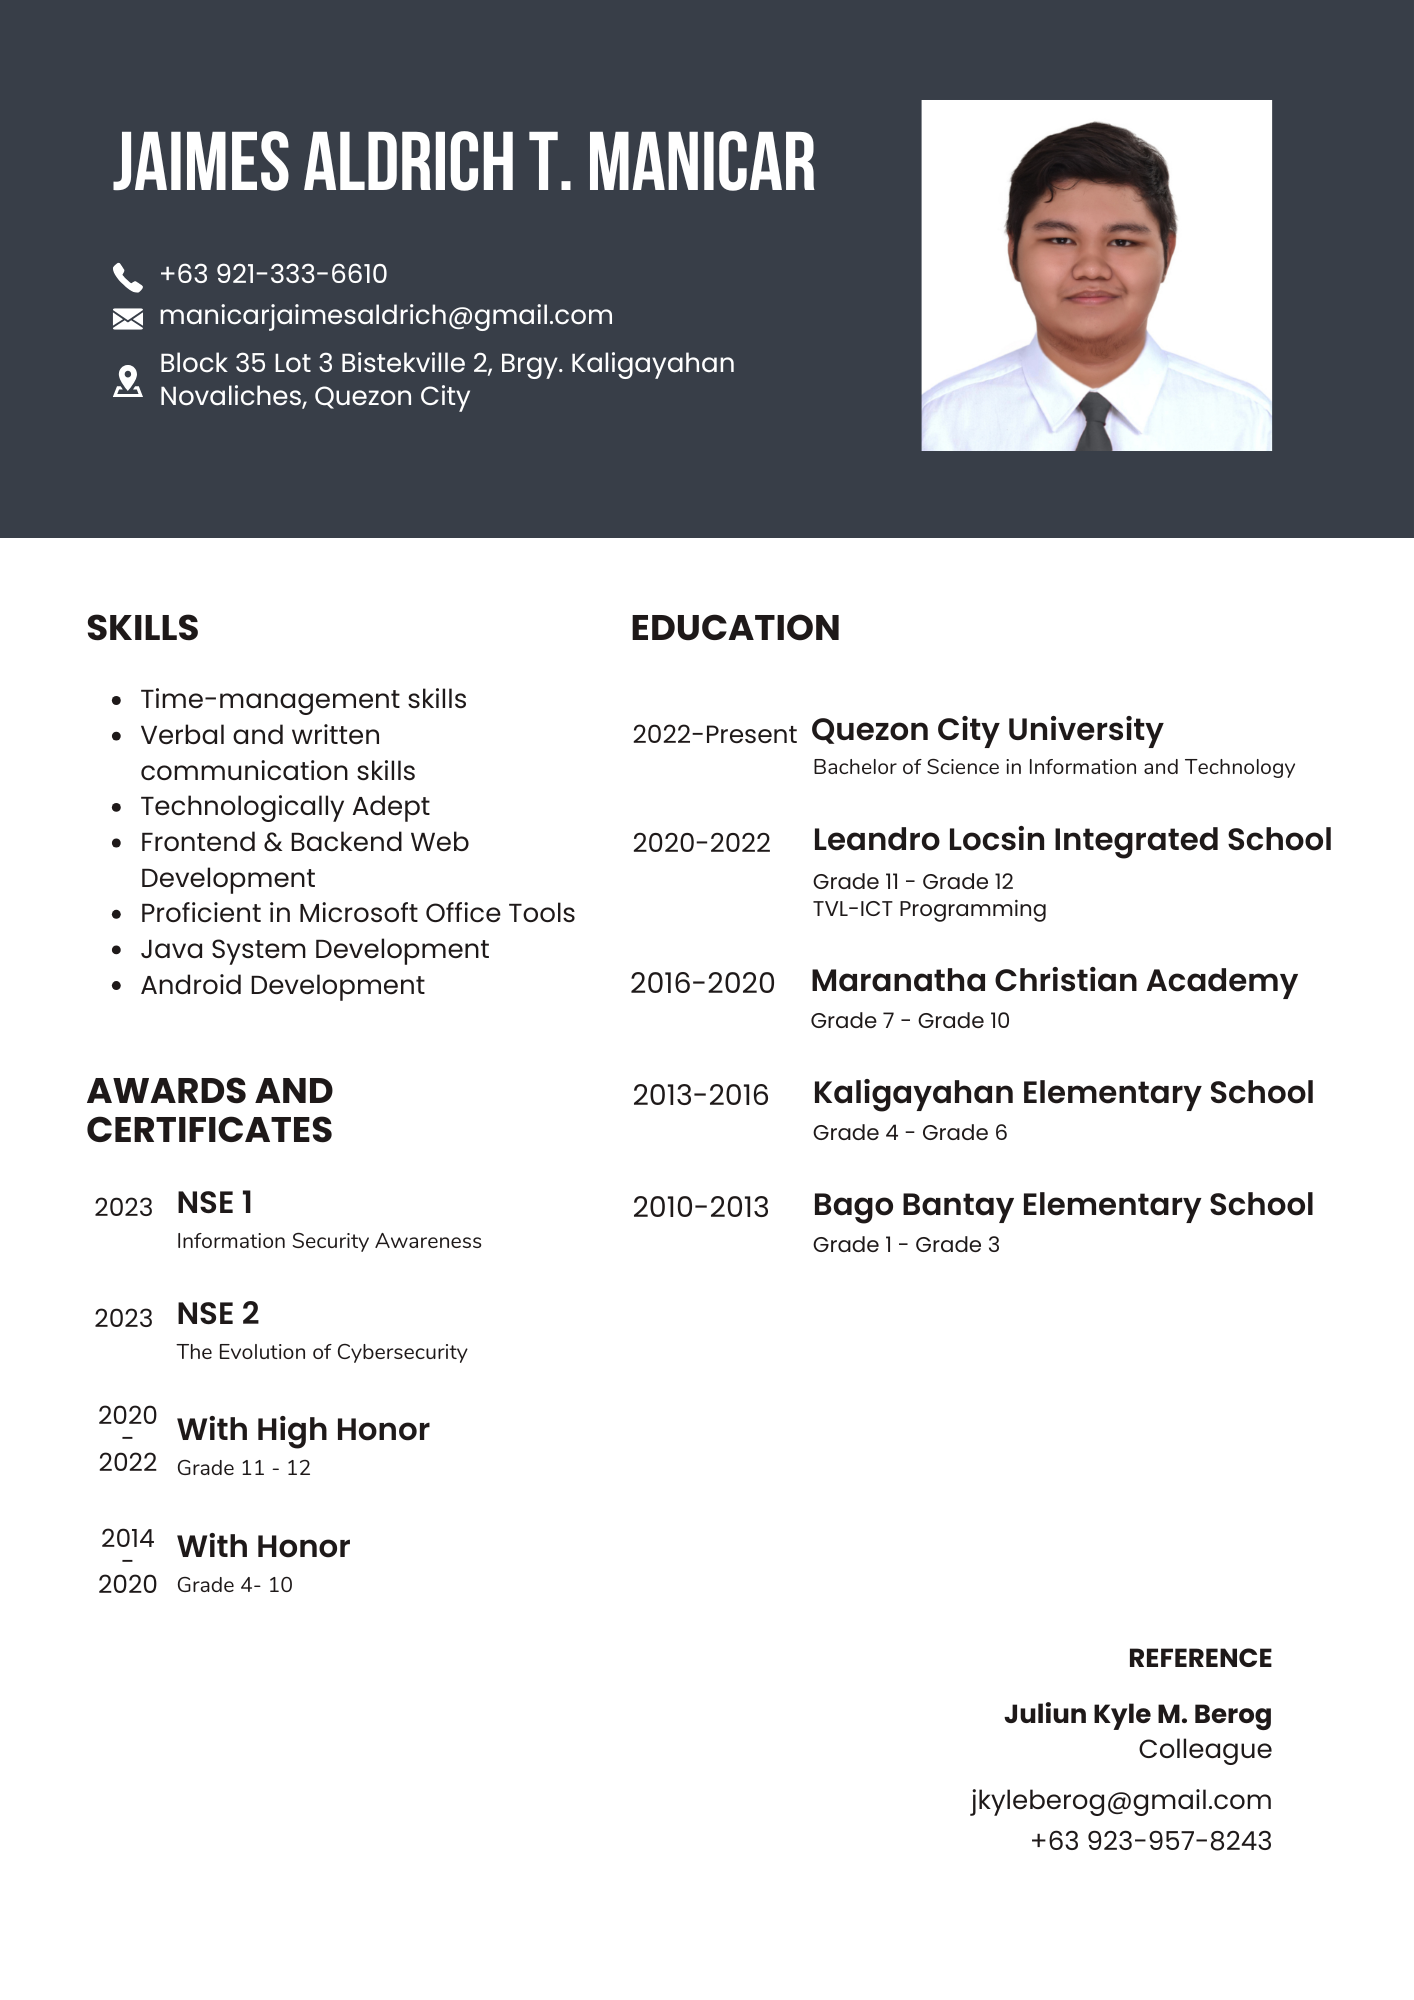 JAIMES ALDRICH T. MANICAR
+63 921-333-6610
manicarjaimesaldrich@gmail.com
Block 35 Lot 3 Bistekville 2, Brgy. Kaligayahan
Novaliches, Quezon City
SKILLS
Time-management skills
Verbal and written
communication skills
Technologically Adept
Frontend & Backend Web
Development
Proficient in Microsoft Office Tools
Java System Development
Android Development
AWARDS AND
CERTIFICATES
2023 NSE 1
Information Security Awareness
2023 NSE 2
The Evolution of Cybersecurity
2020
-
2022
With High Honor
Grade 11 - 12
2014
-
2020
With Honor
Grade 4- 10
EDUCATION
2022-Present Quezon City University
Bachelor of Science in Information and Technology
2020-2022 Leandro Locsin Integrated School
Grade 11 - Grade 12
TVL-ICT Programming
2016-2020 Maranatha Christian Academy
Grade 7 - Grade 10
2013-2016 Kaligayahan Elementary School
Grade 4 - Grade 6
2010-2013 Bago Bantay Elementary School
Grade 1 - Grade 3
REFERENCE
Juliun Kyle M. Berog
Colleague
jkyleberog@gmail.com
+63 923-957-8243